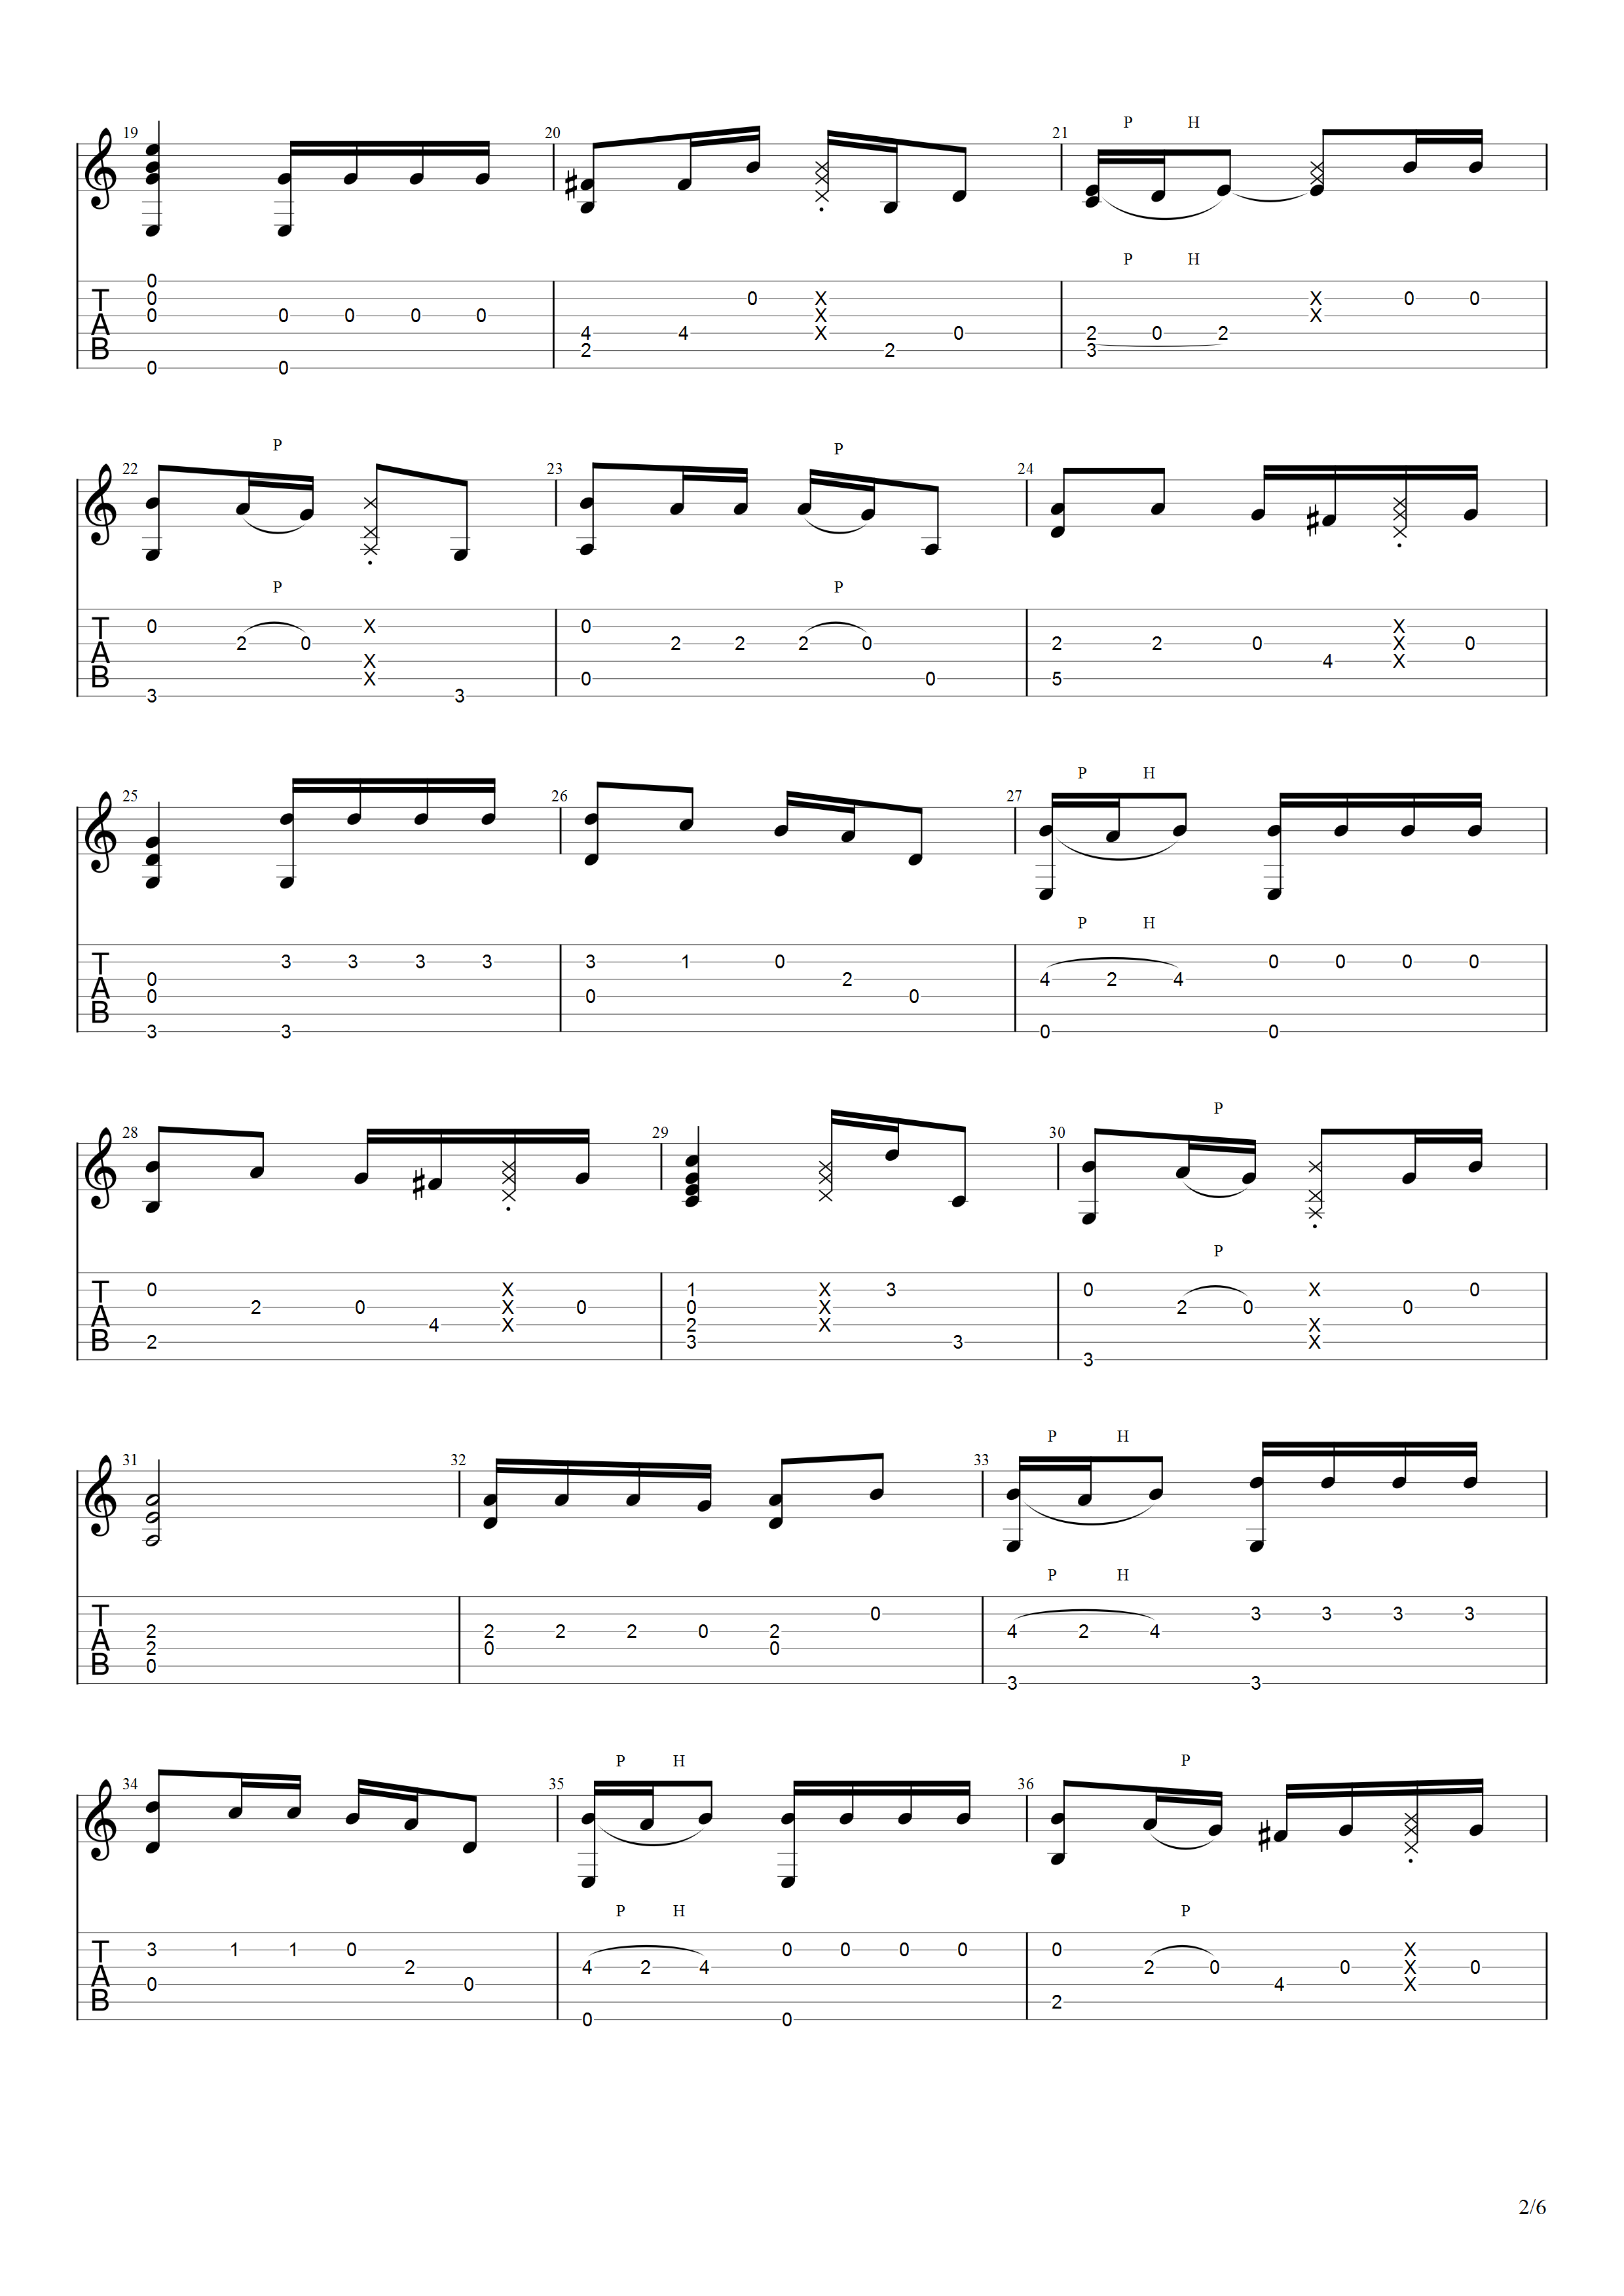 P H
19 20 21
P H
0
T 0 0 X X 0 0
0 0 0 0 0 X X
A 4 4 X 0 2 0 2
B 2 2 3
0 0
P P
22 23 24
P P
T 0 X 0 X
2 0 2 2 2 0 2 2 0 X 0
A X 4 X
B X 0 0 5
3 3
P H
25 26 27
P H
T 3 3 3 3 3 1 0 0 0 0 0
0 2 4 2 4
A 0 0 0
B
3 3 0 0
P
28 29 30
P
T 0 X 1 X 3 0 X 0
2 0 X 0 X 2 0 0
A 4 X 2 X X
B 2 3 3 X
3
P H
31 32 33
P H
T 0 3 3 3 3
2 2 2 2 0 2 4 2 4
A 2 0 0
B 0
3 3
P H P
34 35 36
P H P
T 3 1 1 0 0 0 0 0 0 X
2 4 2 4 2 0 0 X 0
A 0 0 4 X
B 2
0 0
2/6